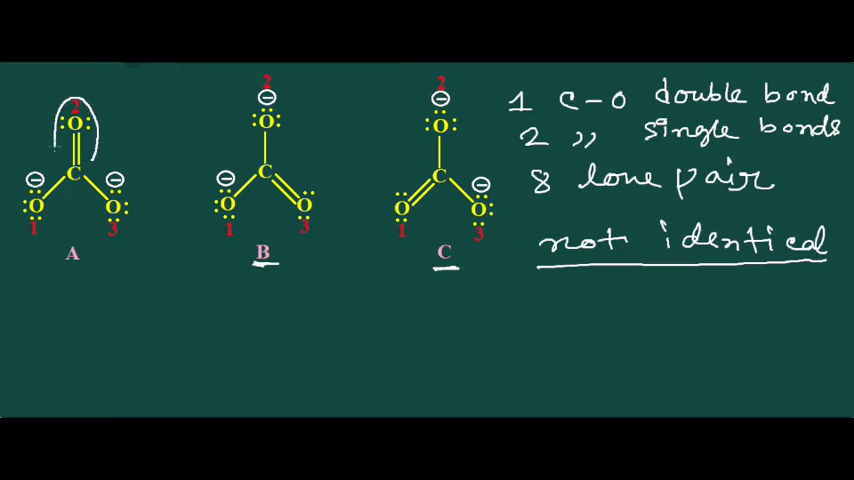 2 2 2
O O O
C C C
O O O O O O
1 3 1 3 1 3
A B C
1 C-O double bond
2 ,, single bonds
8 lone pair
not identical